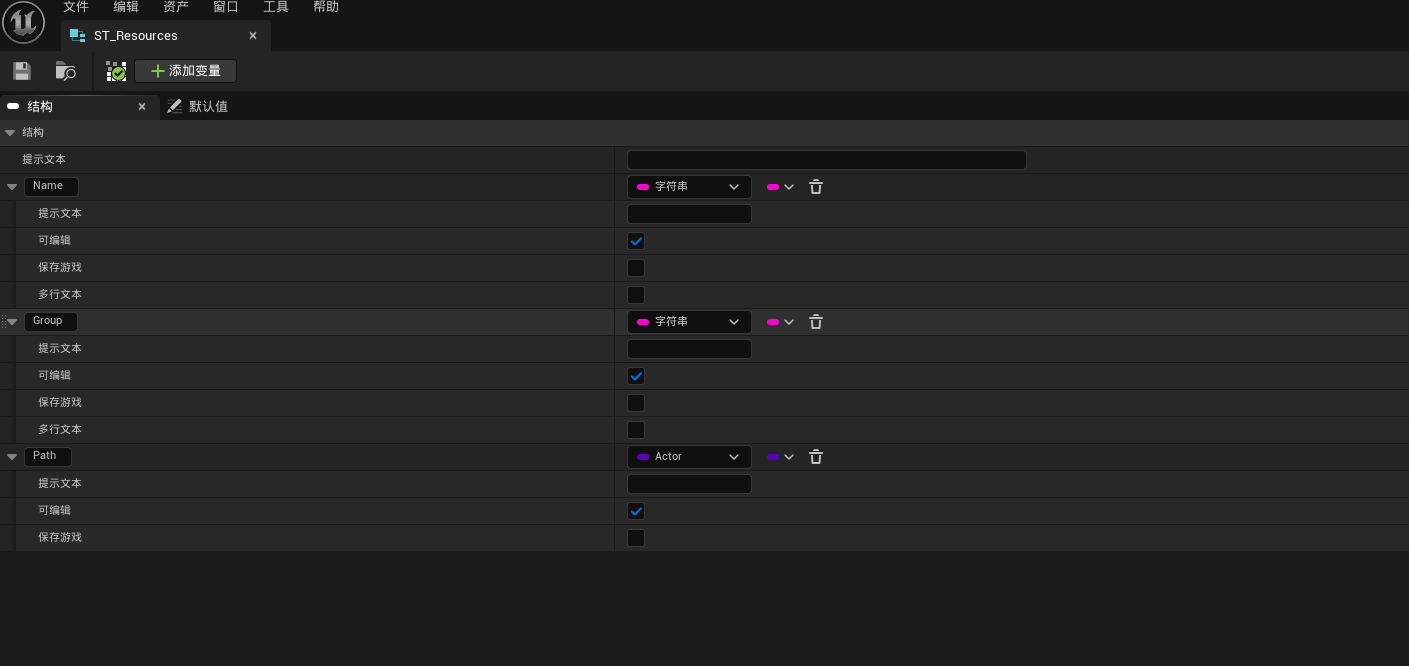 文件 编辑 资产 窗口 工具 帮助
ST_Resources
添加变量
结构 默认值
结构
提示文本
Name 字符串
提示文本
可编辑
保存游戏
多行文本
Group 字符串
提示文本
可编辑
保存游戏
多行文本
Path Actor
提示文本
可编辑
保存游戏